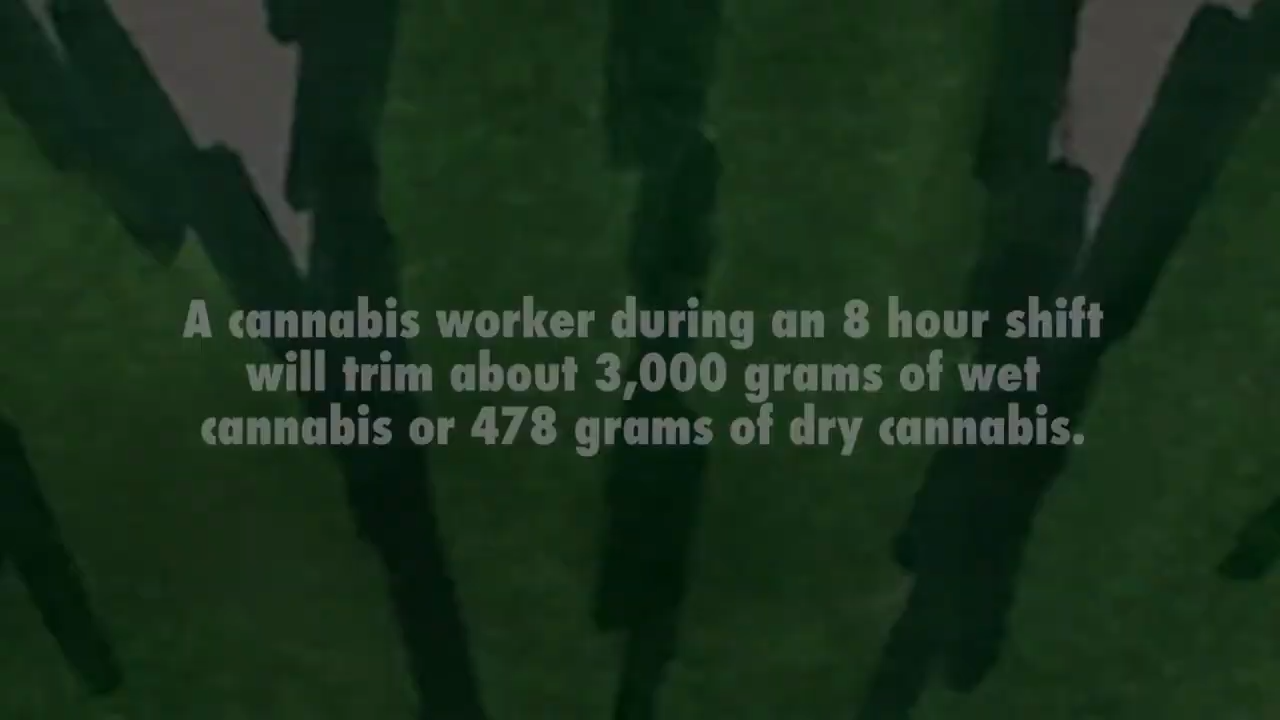 A cannabis worker during an 8 hour shift
will trim about 3,000 grams of wet
cannabis or 478 grams of dry cannabis.